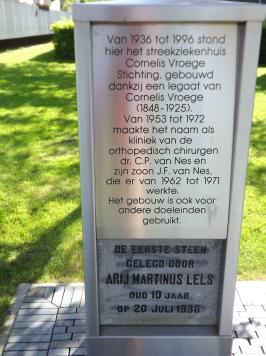 Van 1936 tot 1996 stond
hier het streekziekenhuis
Cornelis Vroege
Stichting, gebouwd
dankzij een legaat van
Cornelis Vroege
(1848-1925).
Van 1953 tot 1972
maakte het naam als
kliniek van de
orthopedisch chirurgen
dr. C.P. van Nes en
zijn zoon J.F. van Nes,
die er van 1962 tot 1971
werkte.
Het gebouw is ook voor
andere doeleinden
gebruikt.
DE EERSTE STEEN
GELEGD DOOR
ARIJ MARTINUS LELS
OUD 10 JAAR
OP 20 JULI 1936